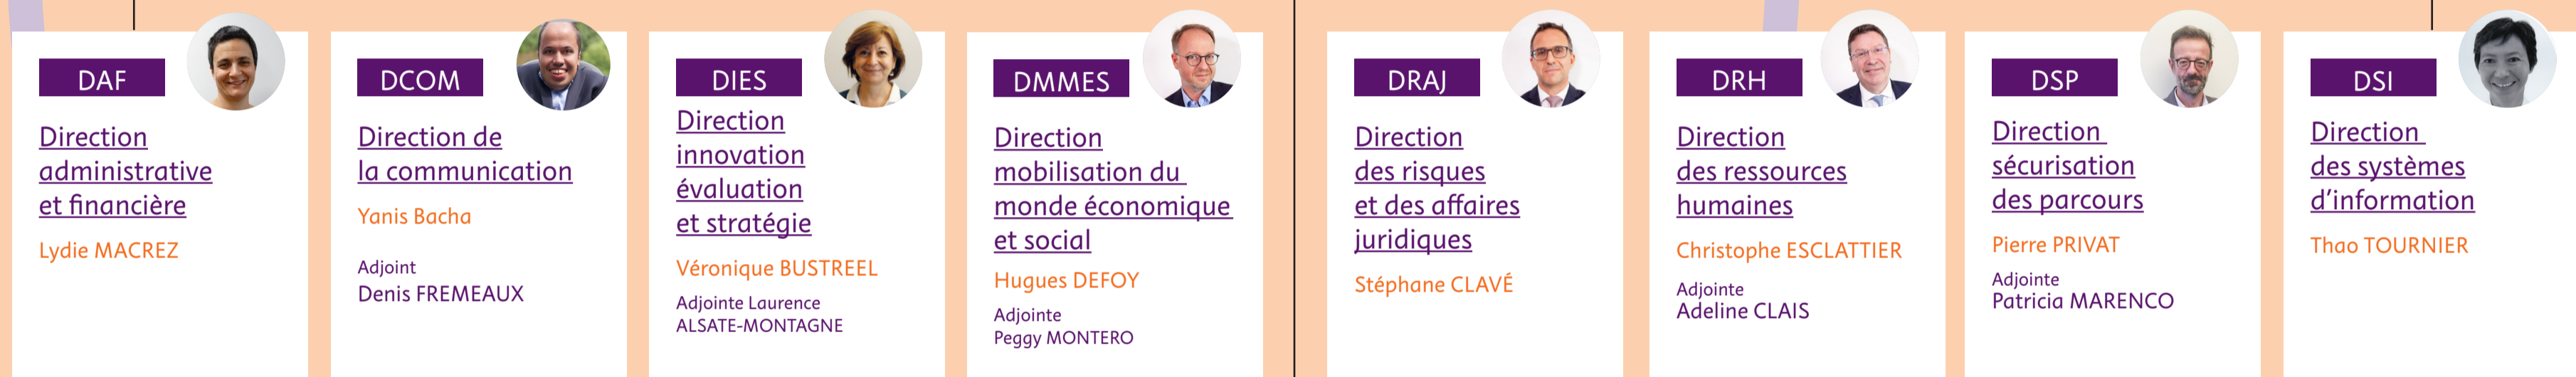 DAF
Direction
administrative
et financière
Lydie MACREZ
DCOM
Direction de
la communication
Yanis Bacha
Adjoint
Denis FREMEAUX
DIES
Direction
innovation
évaluation
et stratégie
Véronique BUSTREEL
Adjointe Laurence
ALSATE-MONTAGNE
DMMES
Direction
mobilisation du
monde économique
et social
Hugues DEFOY
Adjointe
Peggy MONTERO
DRAJ
Direction
des risques
et des affaires
juridiques
Stéphane CLAVÉ
DRH
Direction
des ressources
humaines
Christophe ESCLATTIER
Adjointe
Adeline CLAIS
DSP
Direction
sécurisation
des parcours
Pierre PRIVAT
Adjointe
Patricia MARENCO
DSI
Direction
des systèmes
d'information
Thao TOURNIER